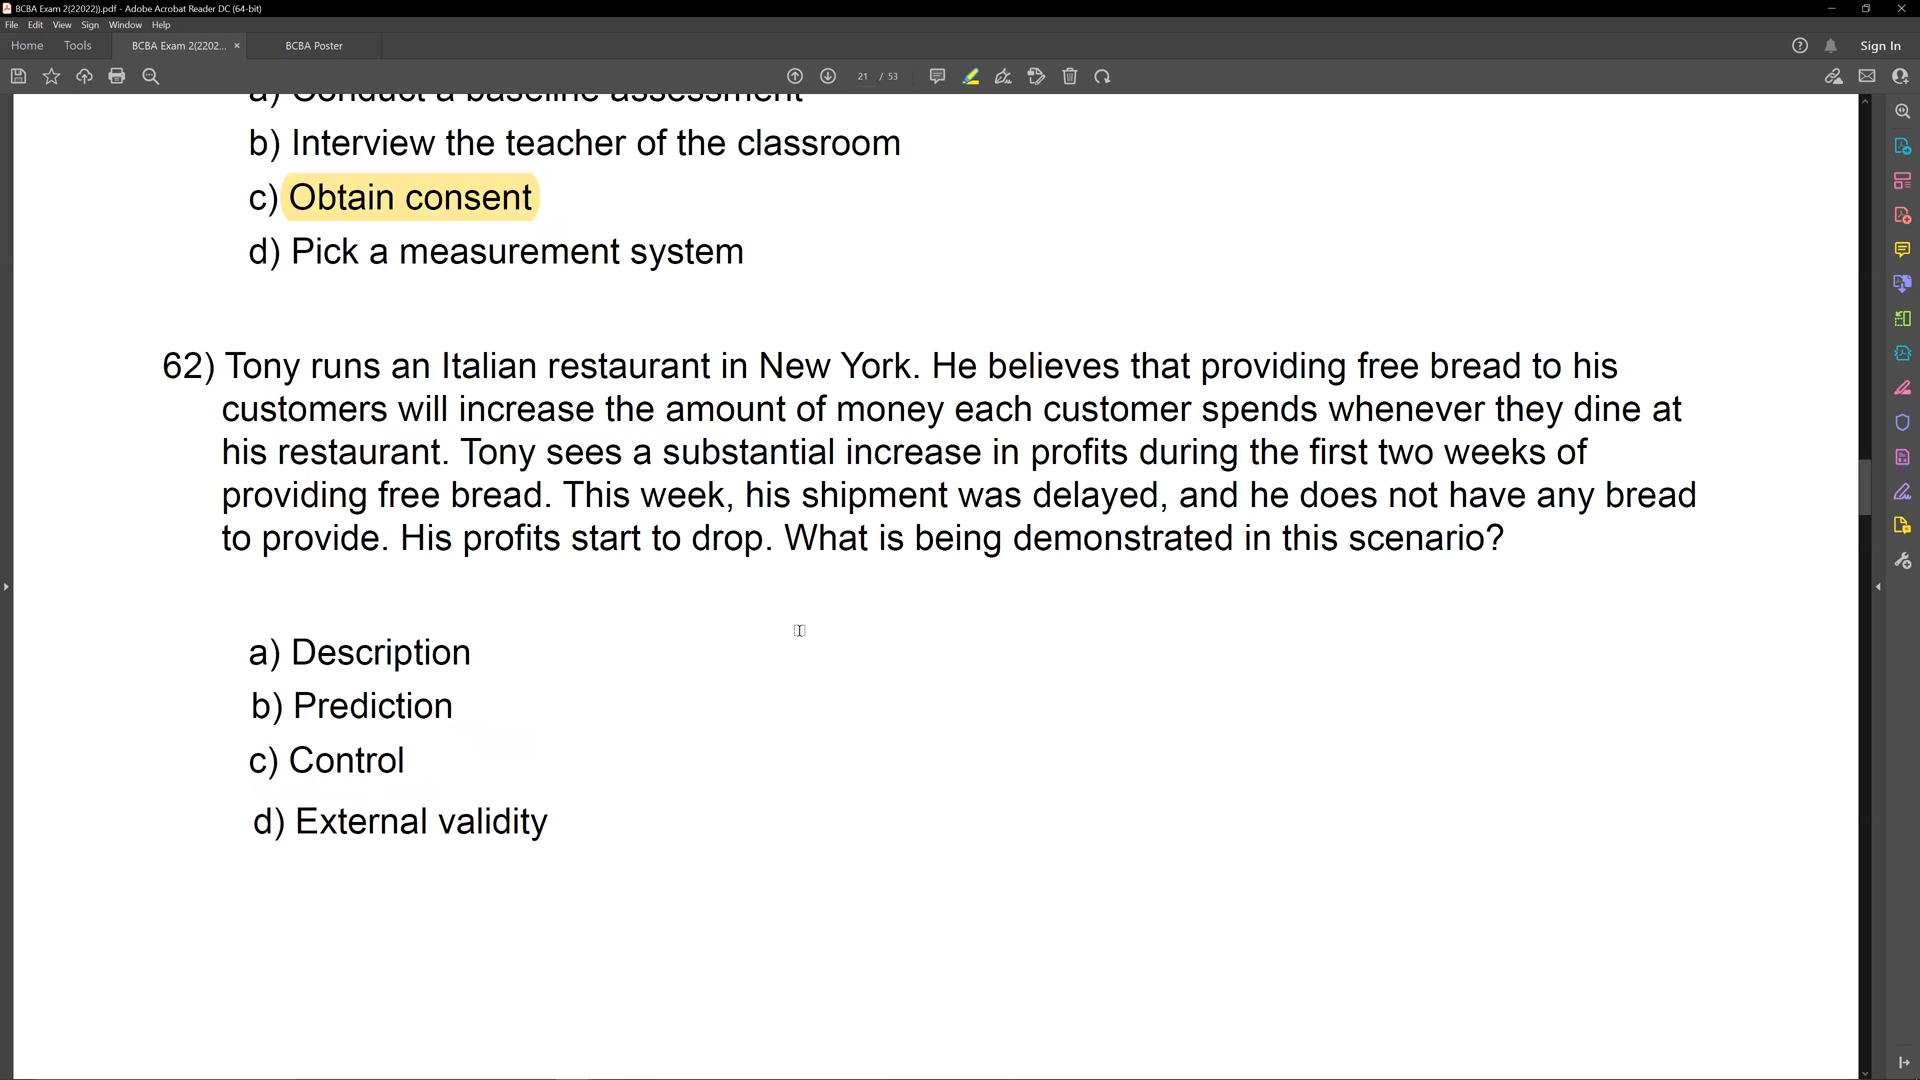 BCBA Exam 2(22022)).pdf - Adobe Acrobat Reader DC (64-bit)
File Edit View Sign Window Help
Home Tools BCBA Exam 2(2202... × BCBA Poster Sign In
21 / 53
a) Conduct a baseline assessment
b) Interview the teacher of the classroom
c) Obtain consent
d) Pick a measurement system
62) Tony runs an Italian restaurant in New York. He believes that providing free bread to his
customers will increase the amount of money each customer spends whenever they dine at
his restaurant. Tony sees a substantial increase in profits during the first two weeks of
providing free bread. This week, his shipment was delayed, and he does not have any bread
to provide. His profits start to drop. What is being demonstrated in this scenario?
a) Description
b) Prediction
c) Control
d) External validity